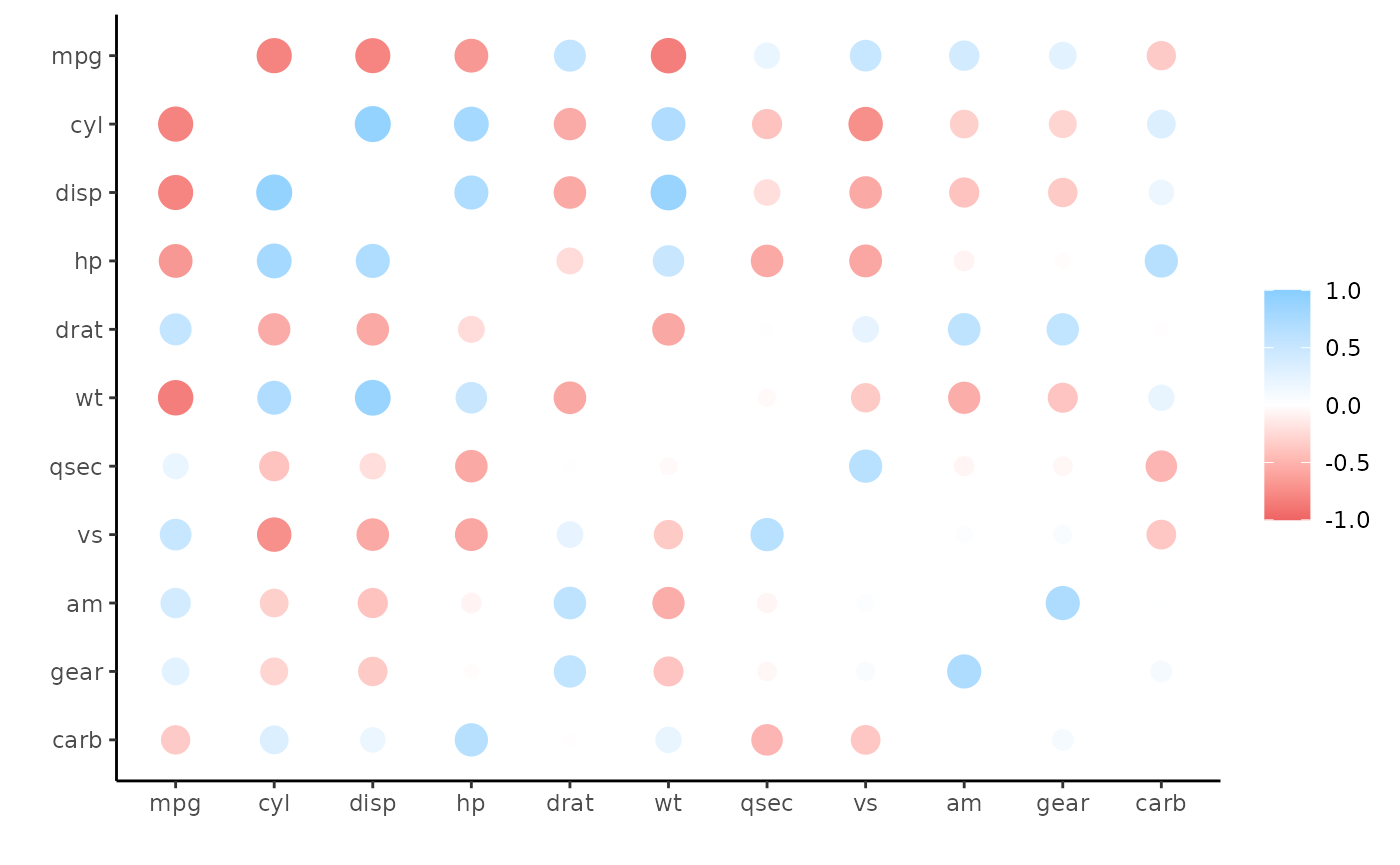 mpg
cyl
disp
hp
drat
wt
qsec
vs
am
gear
carb
mpg cyl disp hp drat wt qsec vs am gear carb
1.0
0.5
0.0
-0.5
-1.0